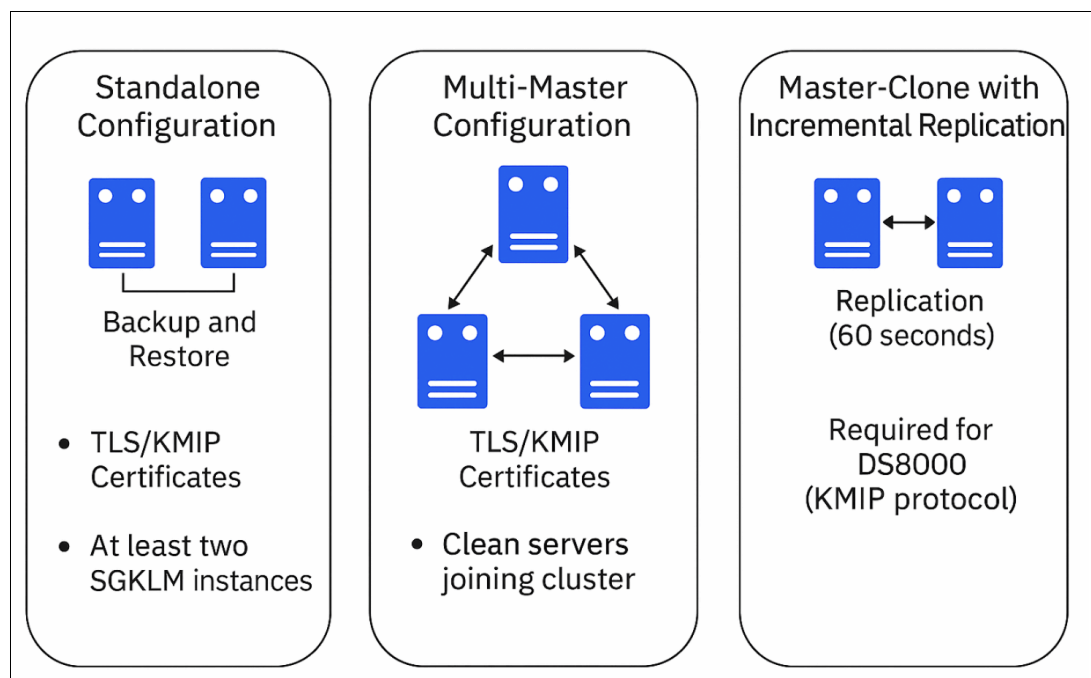 Standalone
Configuration
Backup and
Restore
• TLS/KMIP
Certificates
• At least two
SGKLM instances
Multi-Master
Configuration
TLS/KMIP
Certificates
• Clean servers
joining cluster
Master-Clone with
Incremental Replication
Replication
(60 seconds)
Required for
DS8000
(KMIP protocol)